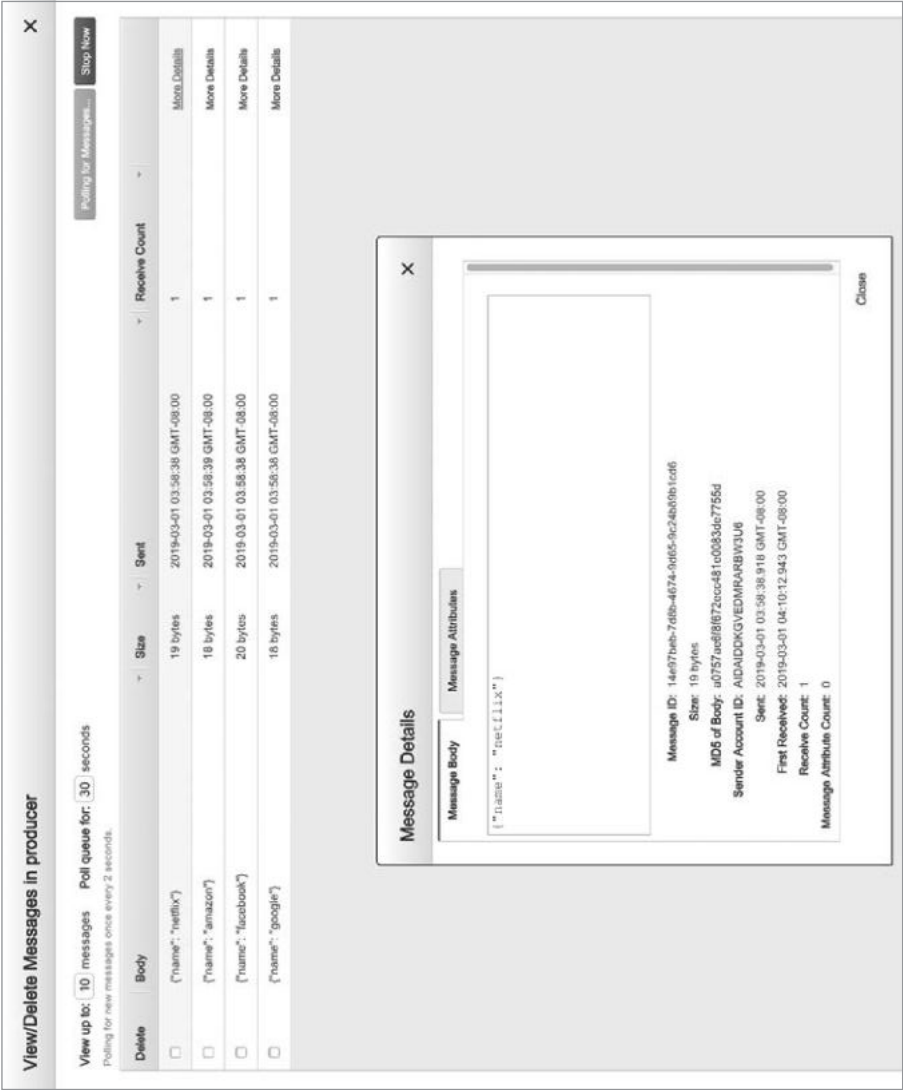 View/Delete Messages in producer
View up to: 10 messages Poll queue for: 30 seconds
Polling for Messages... Stop Now
Polling for new messages once every 2 seconds.
Delete Body Size Sent Receive Count
{"name": "netflix"} 19 bytes 2019-03-01 03:58:38 GMT-08:00 1 More Details
{"name": "amazon"} 18 bytes 2019-03-01 03:58:39 GMT-08:00 1 More Details
{"name": "facebook"} 20 bytes 2019-03-01 03:58:38 GMT-08:00 1 More Details
{"name": "google"} 18 bytes 2019-03-01 03:58:38 GMT-08:00 1 More Details
Message Details
Message Body Message Attributes
{"name": "netflix"}
Message ID:
Size: 19 bytes
MD5 of Body:
Sender Account ID: AIDAIDDKGVEDMRARBW3U6
Sent: 2019-03-01 03:58:38.918 GMT-08:00
First Received: 2019-03-01 04:10:12.943 GMT-08:00
Receive Count: 1
Message Attribute Count: 0
Close